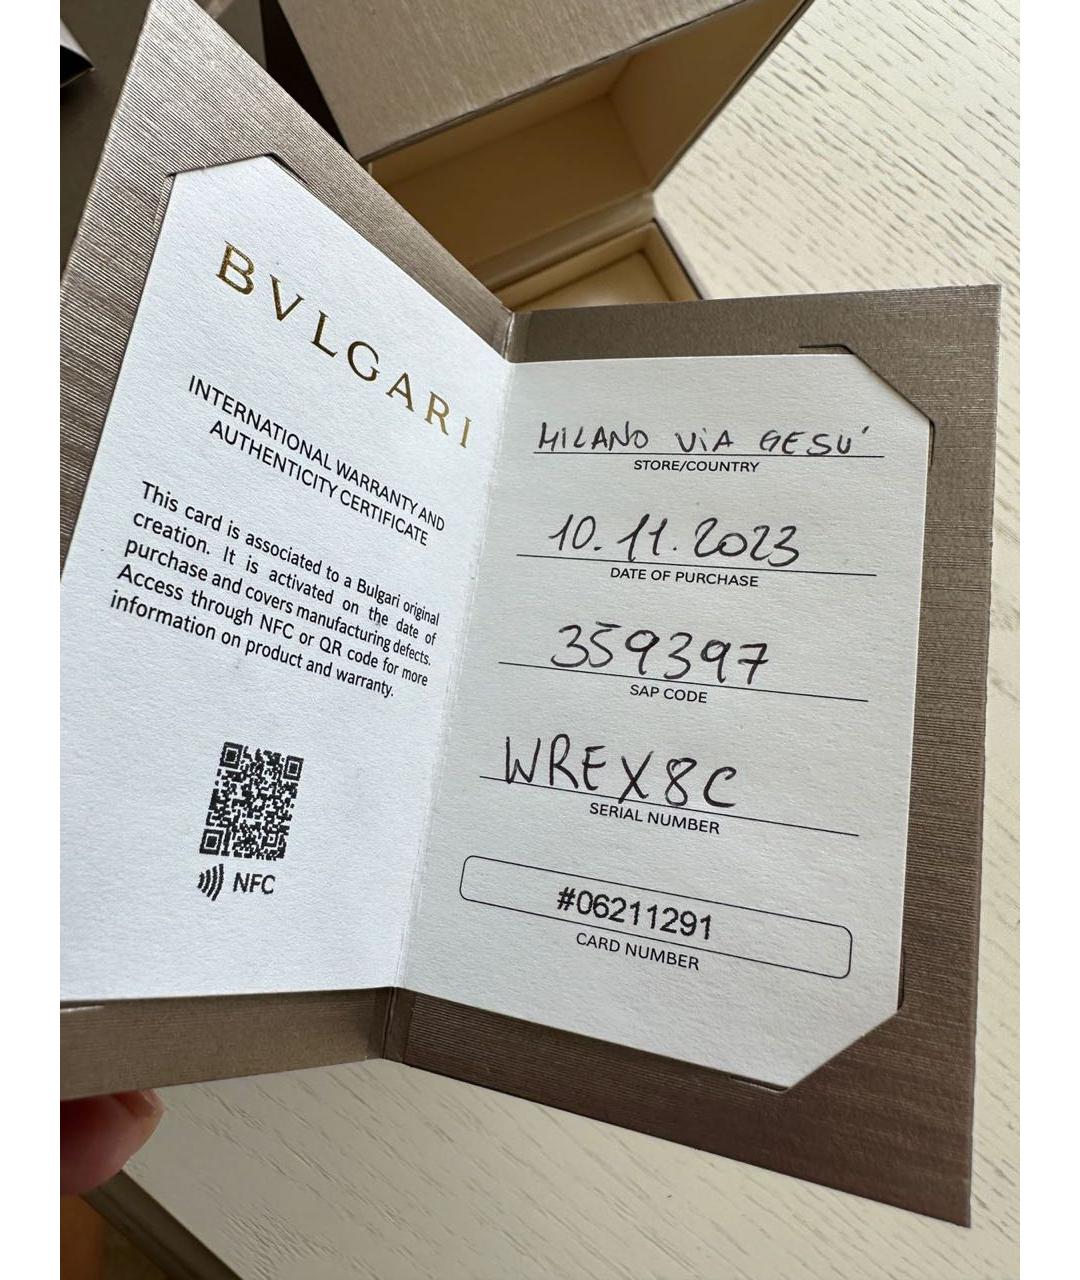 BVLGARI
INTERNATIONAL WARRANTY AND
AUTHENTICITY CERTIFICATE
This card is associated to a Bulgari original
creation. It is activated on the date of
purchase and covers manufacturing defects.
Access through NFC or QR code for more
information on product and warranty.
NFC
MILANO ViA GESU'
STORE/COUNTRY
10.11.2023
DATE OF PURCHASE
359397
SAP CODE
WREX8C
SERIAL NUMBER
#06211291
CARD NUMBER